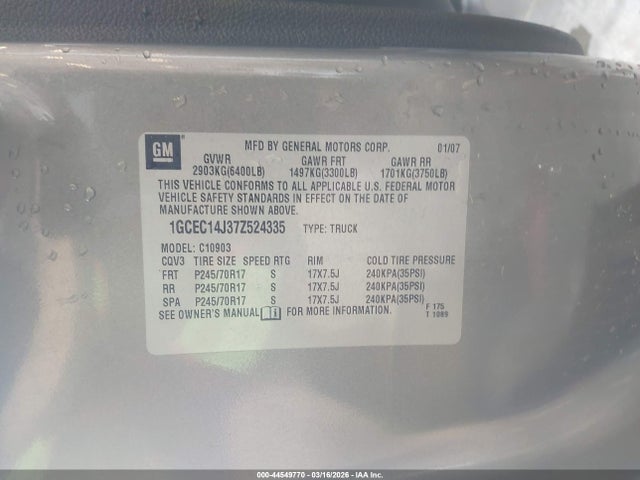 GM
MFD BY GENERAL MOTORS CORP. 01/07
GVWR GAWR FRT GAWR RR
2903KG(6400LB) 1497KG(3300LB) 1701KG(3750LB)
THIS VEHICLE CONFORMS TO ALL APPLICABLE U.S. FEDERAL MOTOR
VEHICLE SAFETY STANDARDS IN EFFECT ON THE DATE OF
MANUFACTURE SHOWN ABOVE.
1GCEC14J37Z524335 TYPE: TRUCK
MODEL: C10903
CQV3 TIRE SIZE SPEED RTG RIM COLD TIRE PRESSURE
FRT P245/70R17 S 17X7.5J 240KPA(35PSI)
RR P245/70R17 S 17X7.5J 240KPA(35PSI)
SPA P245/70R17 S 17X7.5J 240KPA(35PSI)
SEE OWNER'S MANUAL FOR MORE INFORMATION.
F 175
T 1089
000-44549770 - 03/16/2026 - IAAI Inc.